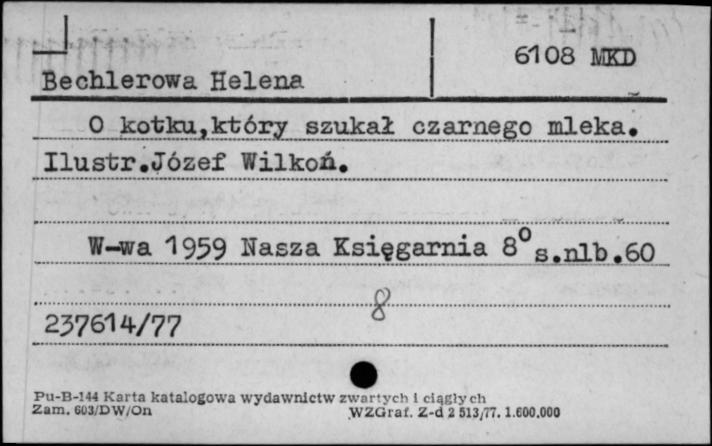 6108 MKD
Bechlerowa Helena
O kotku,który szukał czarnego mleka.
Ilustr.Józef Wilkoń.
W-wa 1959 Nasza Księgarnia 8° s.nlb.60
8
237614/77
Pu-B-144 Karta katalogowa wydawnictw zwartych i ciągłych
Zam. 603/DW/On WZGraf. Z-d 2 513/77. 1.600.000